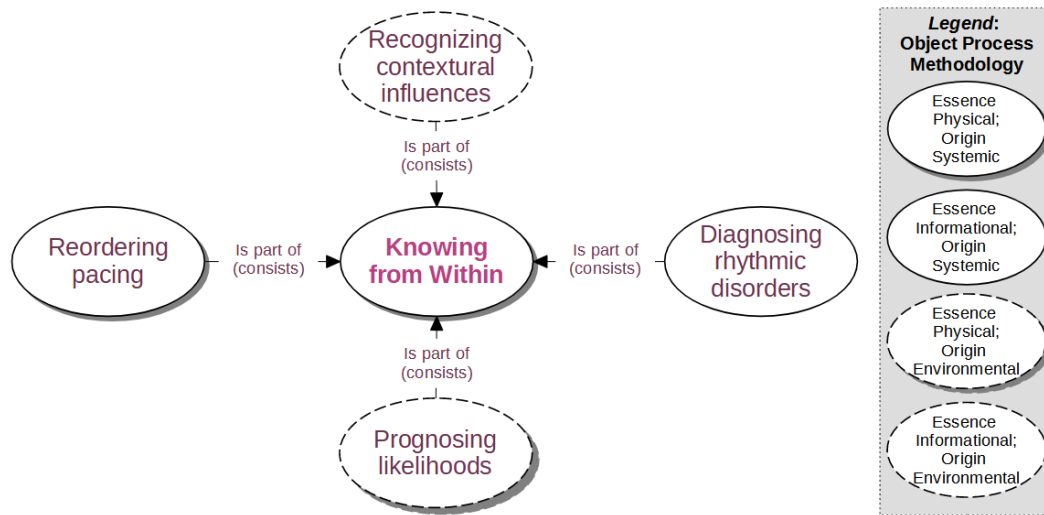 Recognizing
contextural
influences
Is part of
(consists)
Reordering
pacing
Is part of
(consists)
Knowing
from Within
Is part of
(consists)
Diagnosing
rhythmic
disorders
Is part of
(consists)
Prognosing
likelihoods
Legend:
Object Process
Methodology
Essence
Physical;
Origin
Systemic
Essence
Informational;
Origin
Systemic
Essence
Physical;
Origin
Environmental
Essence
Informational;
Origin
Environmental